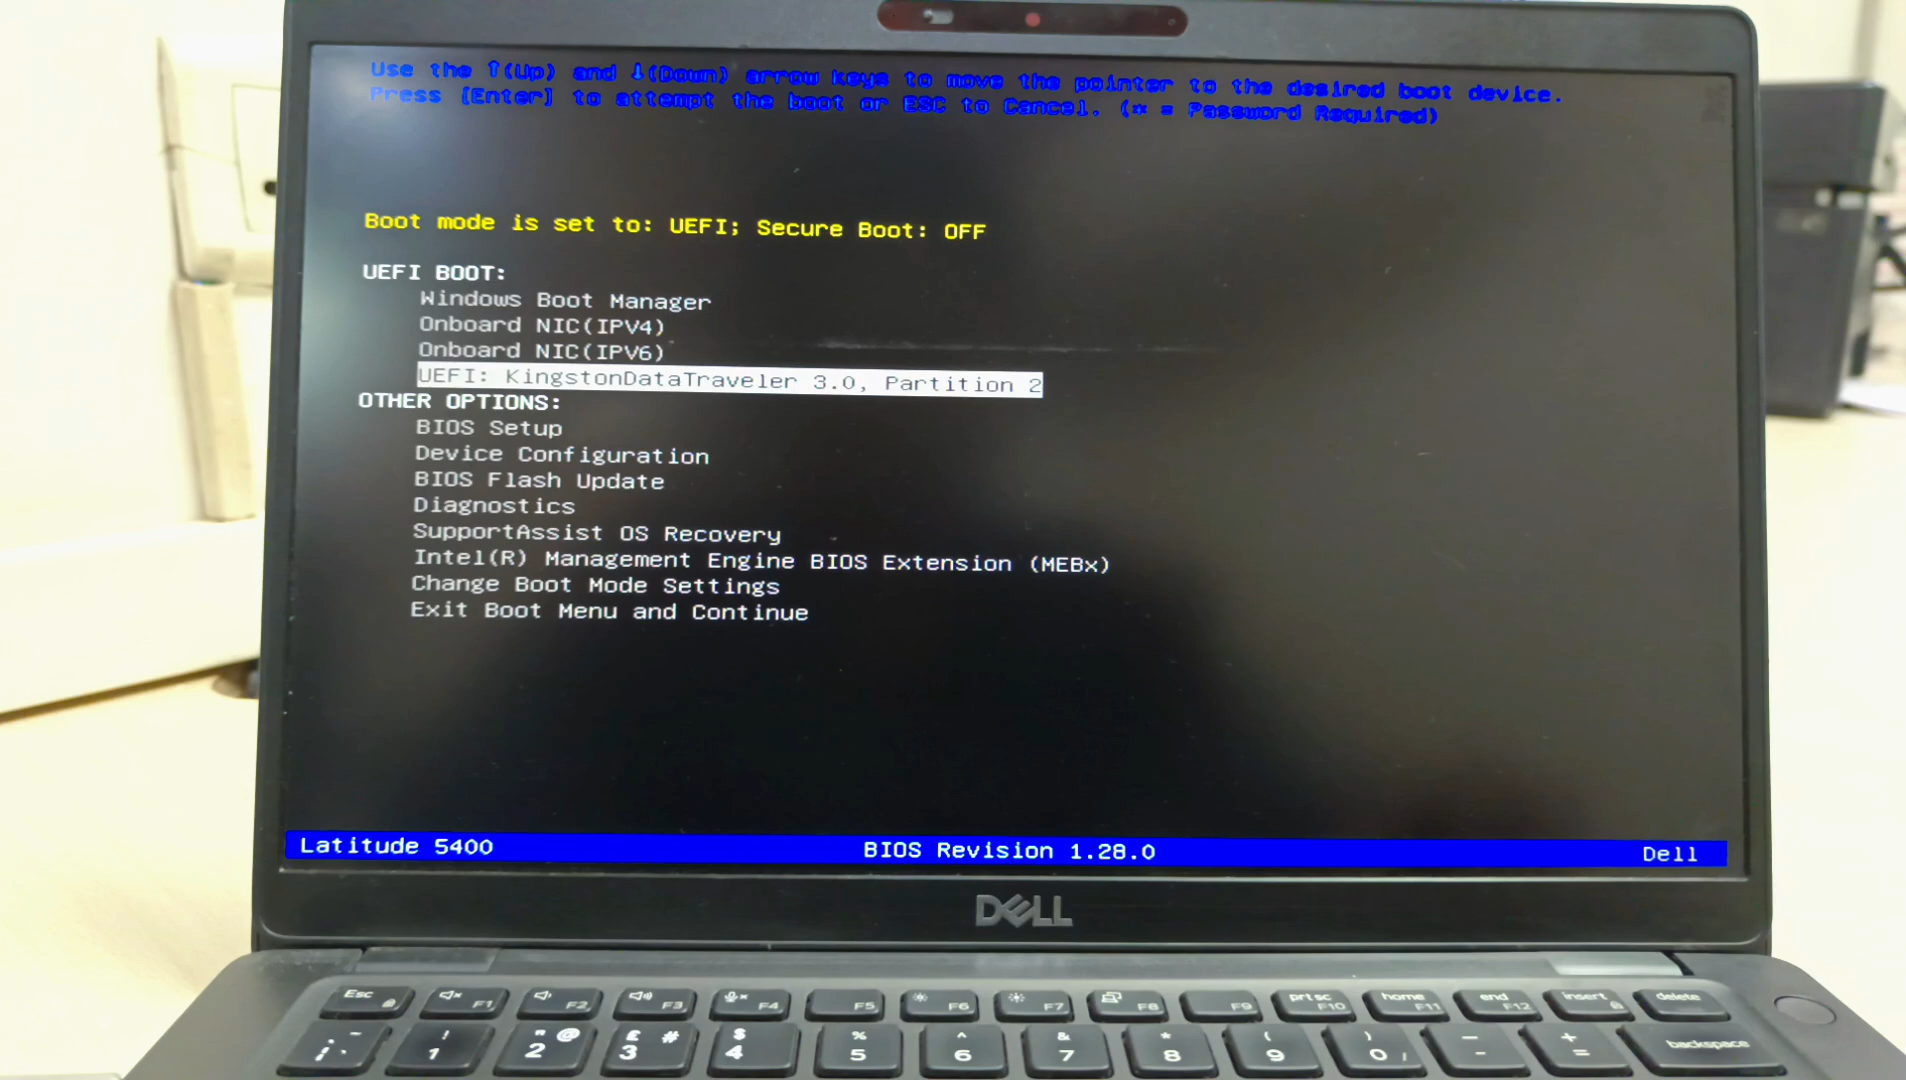 Use the ↑(Up) and ↓(Down) arrow keys to move the pointer to the desired boot device.
Press [Enter] to attempt the boot or ESC to Cancel. (* = Password Required)
Boot mode is set to: UEFI; Secure Boot: OFF
UEFI BOOT:
Windows Boot Manager
Onboard NIC(IPV4)
Onboard NIC(IPV6)
UEFI: KingstonDataTraveler 3.0, Partition 2
OTHER OPTIONS:
BIOS Setup
Device Configuration
BIOS Flash Update
Diagnostics
SupportAssist OS Recovery
Intel(R) Management Engine BIOS Extension (MEBx)
Change Boot Mode Settings
Exit Boot Menu and Continue
Latitude 5400 BIOS Revision 1.28.0 Dell
DELL
Esc F1 F2 F3 F4 F5 F6 F7 F8 F9 prt sc F10 home F11 end F12 insert delete
! 1 " @ 2 £ # 3 $ 4 % 5 ^ 6 & 7 * 8 ( 9 ) 0 _ - + = backspace